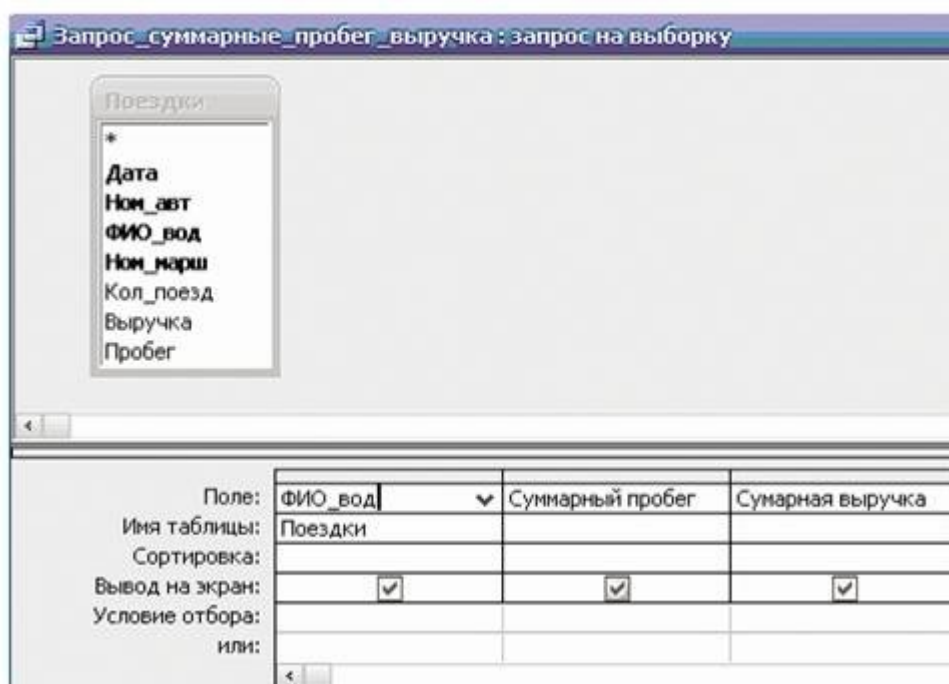 Запрос_суммарные_пробег_выручка : запрос на выборку
Поездки
*
Дата
Ном_авт
ФИО_вод
Ном_марш
Кол_поезд
Выручка
Пробег
Поле: ФИО_вод Суммарный пробег Сумарная выручка
Имя таблицы: Поездки
Сортировка:
Вывод на экран:
Условие отбора:
или: